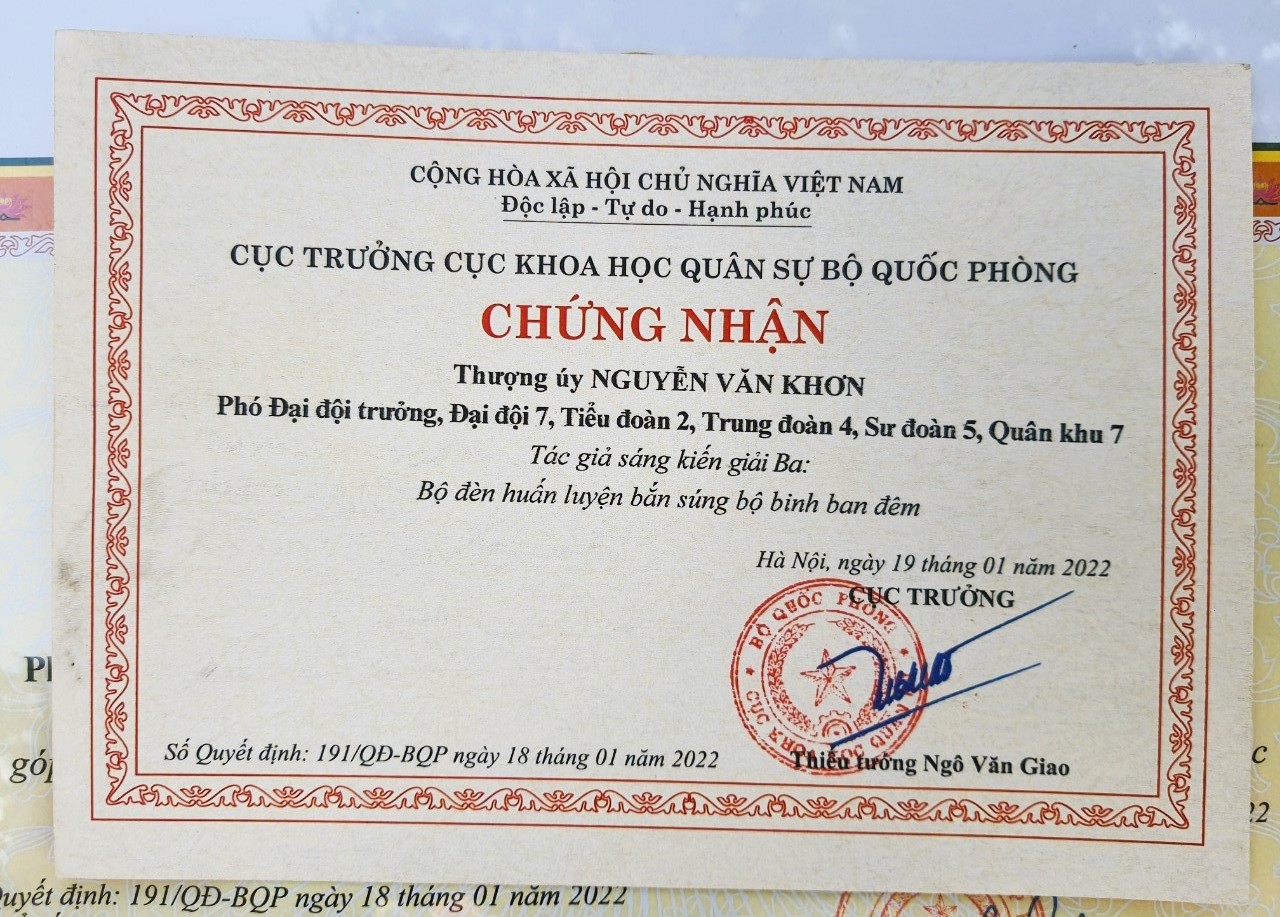 CỘNG HÒA XÃ HỘI CHỦ NGHĨA VIỆT NAM
Độc lập - Tự do - Hạnh phúc
CỤC TRƯỞNG CỤC KHOA HỌC QUÂN SỰ BỘ QUỐC PHÒNG
CHỨNG NHẬN
Thượng úy NGUYỄN VĂN KHƠN
Phó Đại đội trưởng, Đại đội 7, Tiểu đoàn 2, Trung đoàn 4, Sư đoàn 5, Quân khu 7
Tác giả sáng kiến giải Ba:
Bộ đèn huấn luyện bắn súng bộ binh ban đêm
Hà Nội, ngày 19 tháng 01 năm 2022
CỤC TRƯỞNG
BỘ QUỐC PHÒNG
CỤC KHOA HỌC QUÂN
Số Quyết định: 191/QĐ-BQP ngày 18 tháng 01 năm 2022
Thiếu tướng Ngô Văn Giao
Quyết định: 191/QĐ-BQP ngày 18 tháng 01 năm 2022